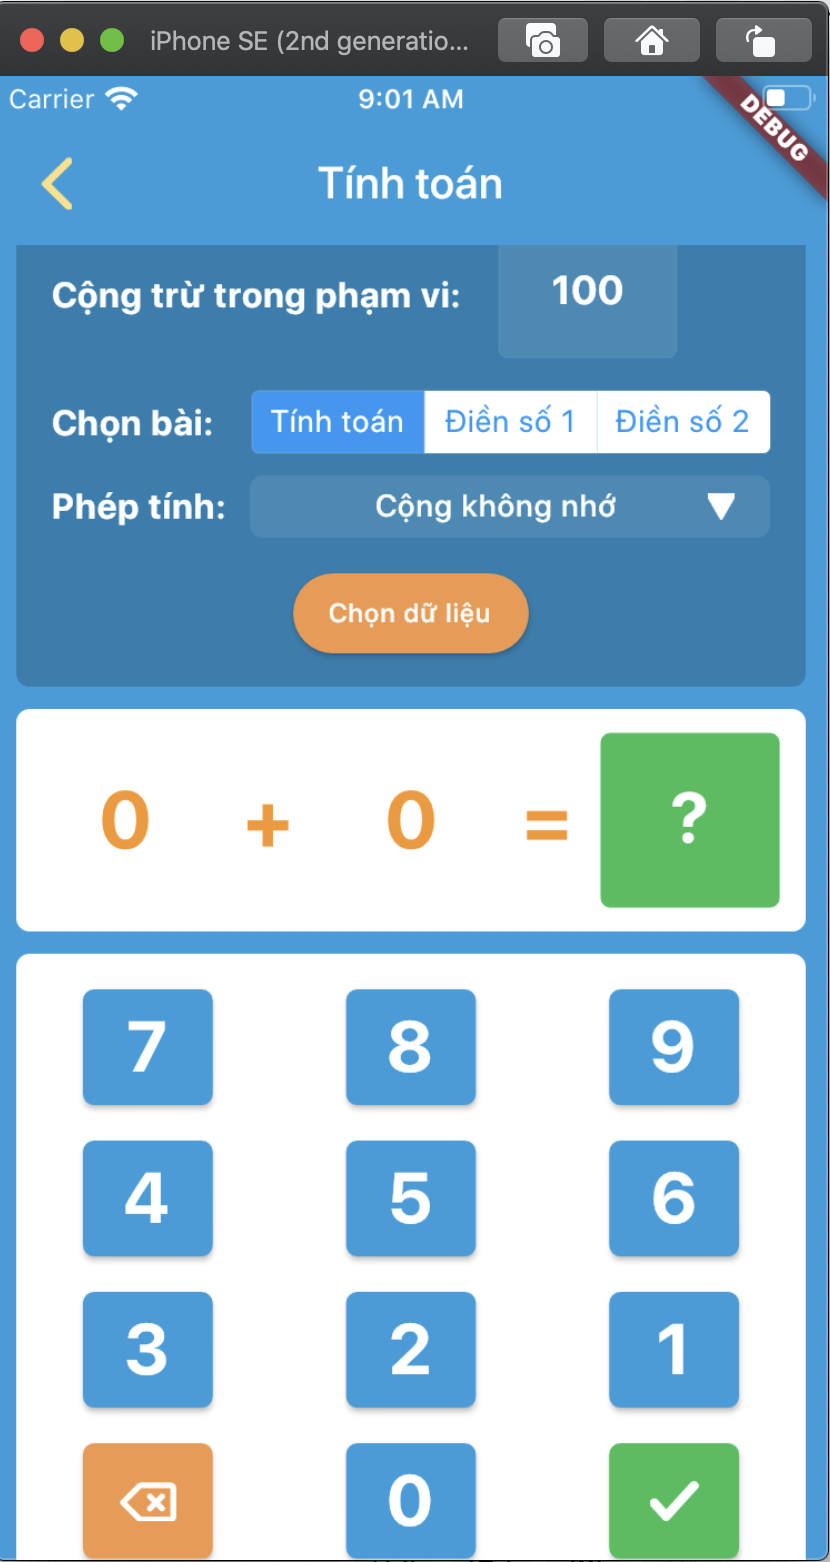 iPhone SE (2nd generatio...
Carrier 9:01 AM
DEBUG
Tính toán
Cộng trừ trong phạm vi: 100
Chọn bài: Tính toán Điền số 1 Điền số 2
Phép tính: Cộng không nhớ
Chọn dữ liệu
0 + 0 = ?
7 8 9
4 5 6
3 2 1
0